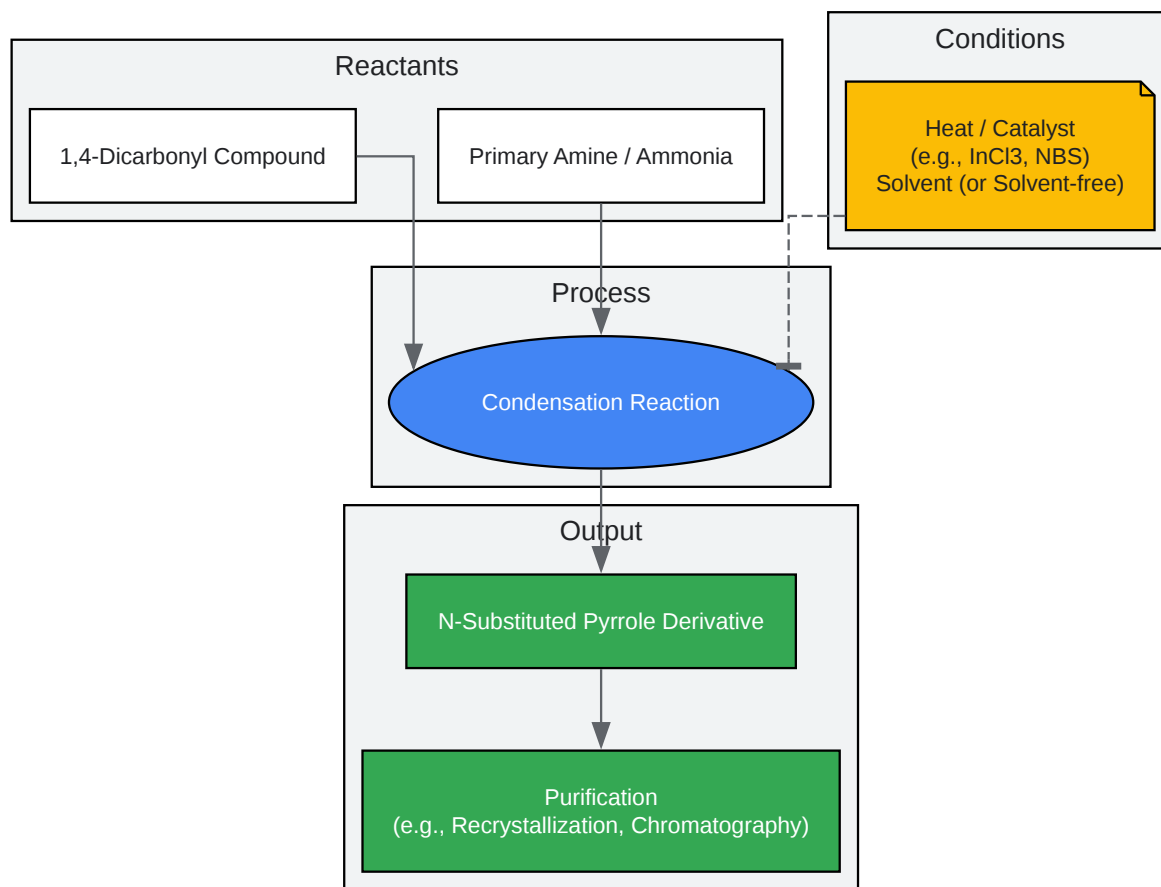 Reactants
1,4-Dicarbonyl Compound
Primary Amine / Ammonia
Conditions
Heat / Catalyst
(e.g., InCl3, NBS)
Solvent (or Solvent-free)
Process
Condensation Reaction
Output
N-Substituted Pyrrole Derivative
Purification
(e.g., Recrystallization, Chromatography)